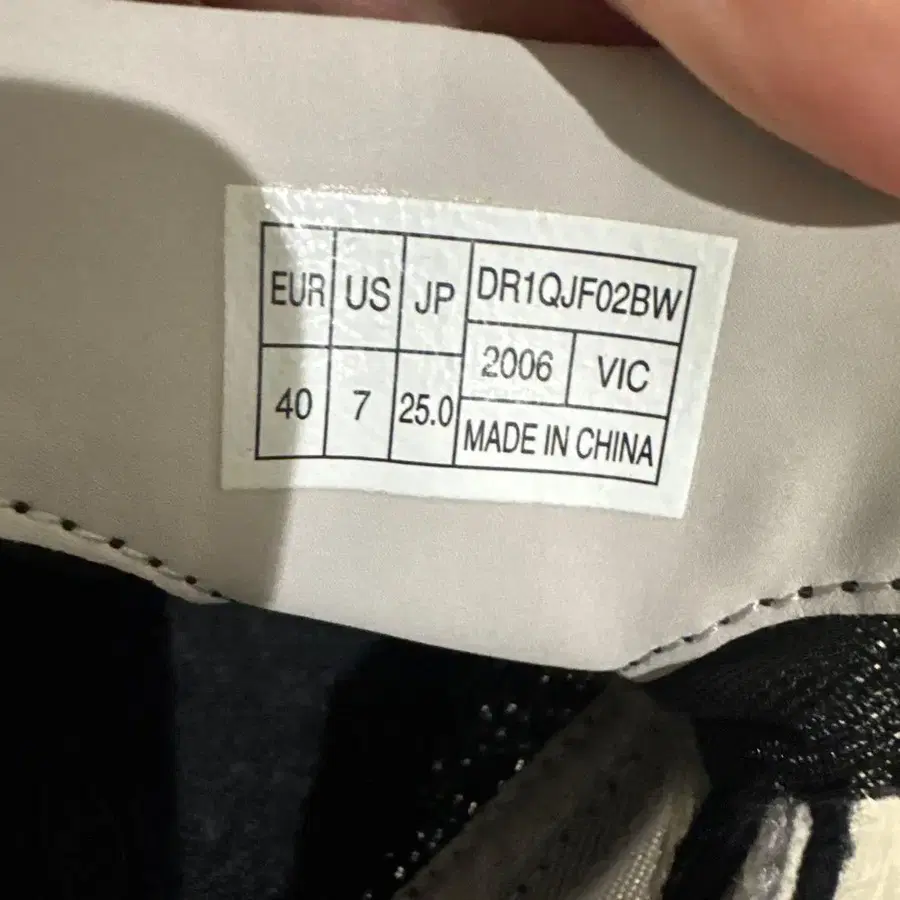 EUR US JP DR1QJF02BW
40 7 25.0 2006 VIC
MADE IN CHINA